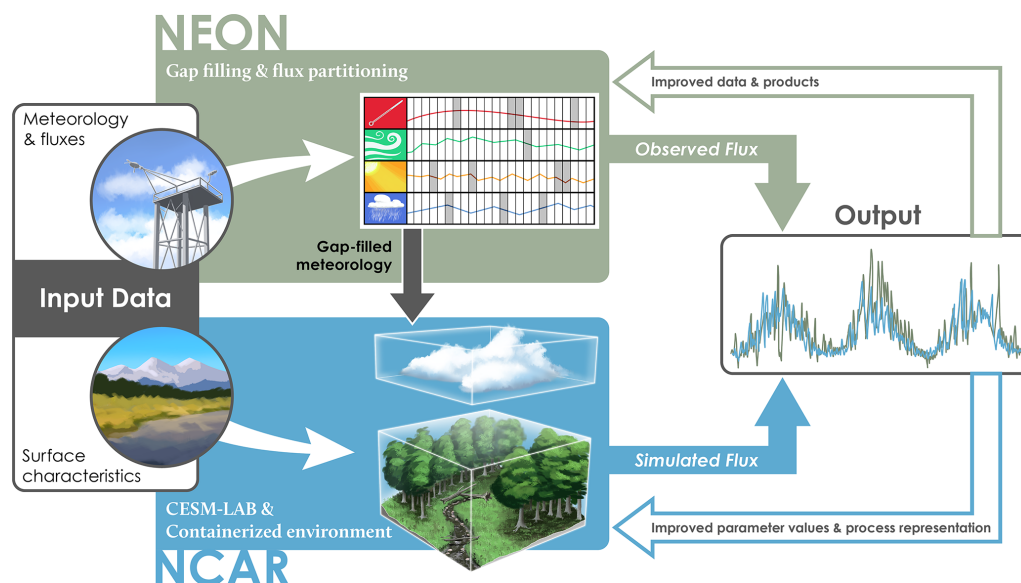 NEON
Gap filling & flux partitioning
Improved data & products
Meteorology
& fluxes
Observed Flux
Output
Gap-filled
meteorology
Input Data
Surface
characteristics
Simulated Flux
CESM-LAB &
Containerized environment
Improved parameter values & process representation
NCAR